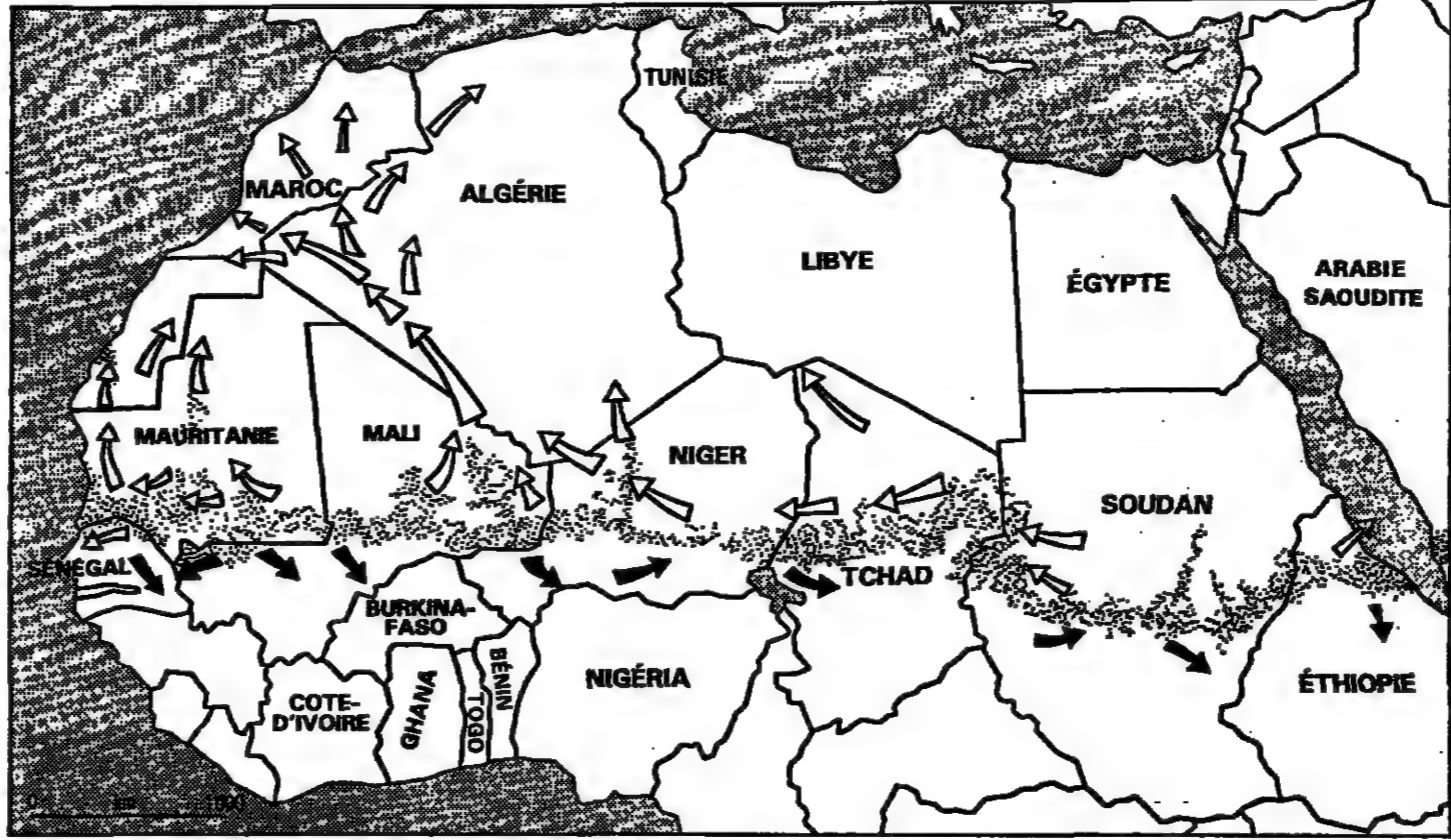 TUNISIE
MAROC
ALGÉRIE
LIBYE
ÉGYPTE
ARABIE
SAOUDITE
MAURITANIE
MALI
NIGER
SOUDAN
SÉNÉGAL
TCHAD
BURKINA-
FASO
BÉNIN
NIGÉRIA
ÉTHIOPIE
COTE-
D'IVOIRE
GHANA
TOGO
0 km 1000